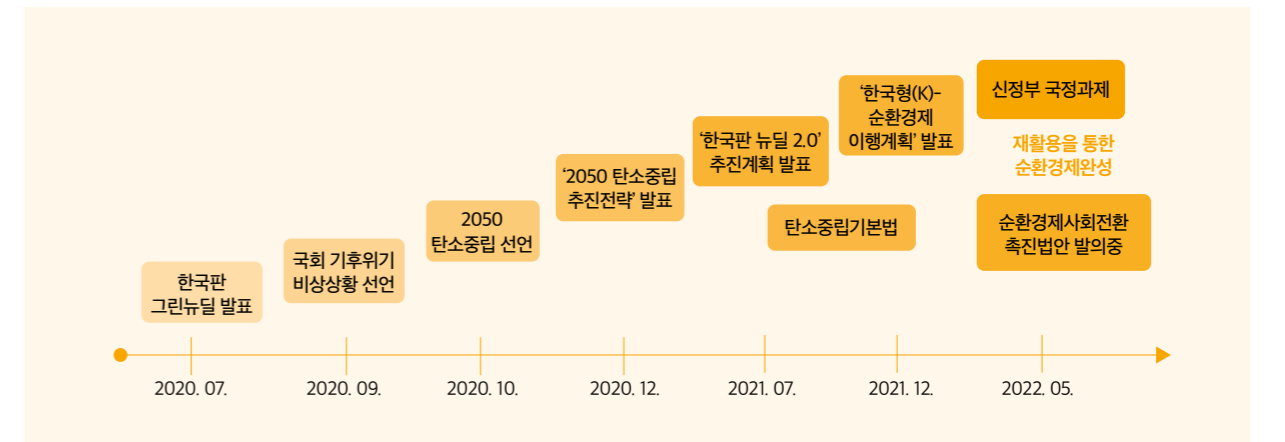 한국판
그린뉴딜 발표
국회 기후위기
비상상황 선언
2050
탄소중립 선언
‘2050 탄소중립
추진전략’ 발표
‘한국판 뉴딜 2.0’
추진계획 발표
탄소중립기본법
‘한국형(K)-
순환경제
이행계획’ 발표
신정부 국정과제
재활용을 통한
순환경제완성
순환경제사회전환
촉진법안 발의중
2020. 07.
2020. 09.
2020. 10.
2020. 12.
2021. 07.
2021. 12.
2022. 05.